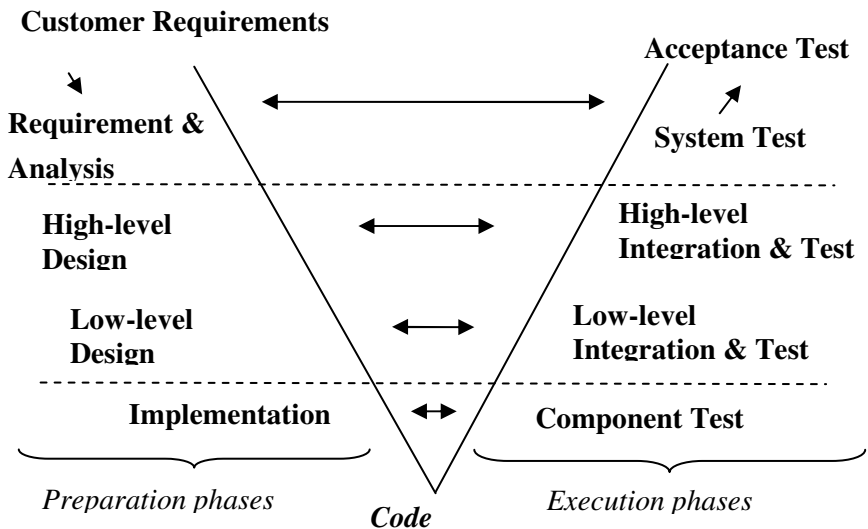 Customer Requirements
Acceptance Test
Requirement &
Analysis
System Test
High-level
Design
High-level
Integration & Test
Low-level
Design
Low-level
Integration & Test
Implementation
Component Test
Preparation phases
Code
Execution phases